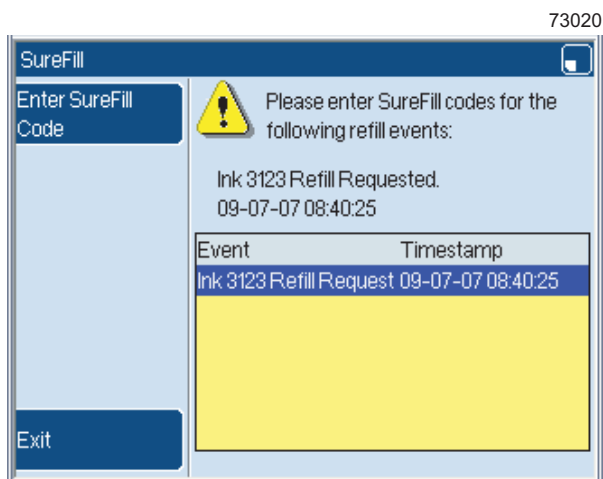 73020
SureFill
Enter SureFill
Code
Please enter SureFill codes for the
following refill events:
Ink 3123 Refill Requested.
09-07-07 08:40:25
Event Timestamp
Ink 3123 Refill Request 09-07-07 08:40:25
Exit